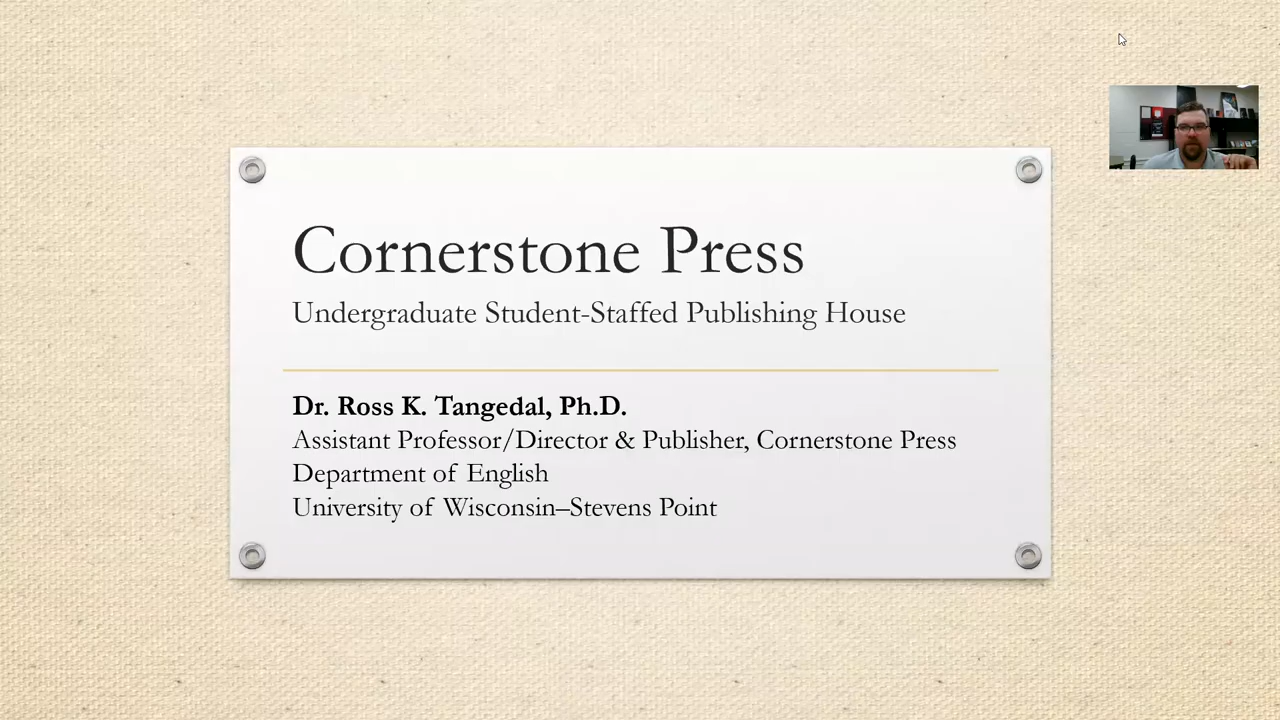 Cornerstone Press
Undergraduate Student-Staffed Publishing House
Dr. Ross K. Tangedal, Ph.D.
Assistant Professor/Director & Publisher, Cornerstone Press
Department of English
University of Wisconsin–Stevens Point